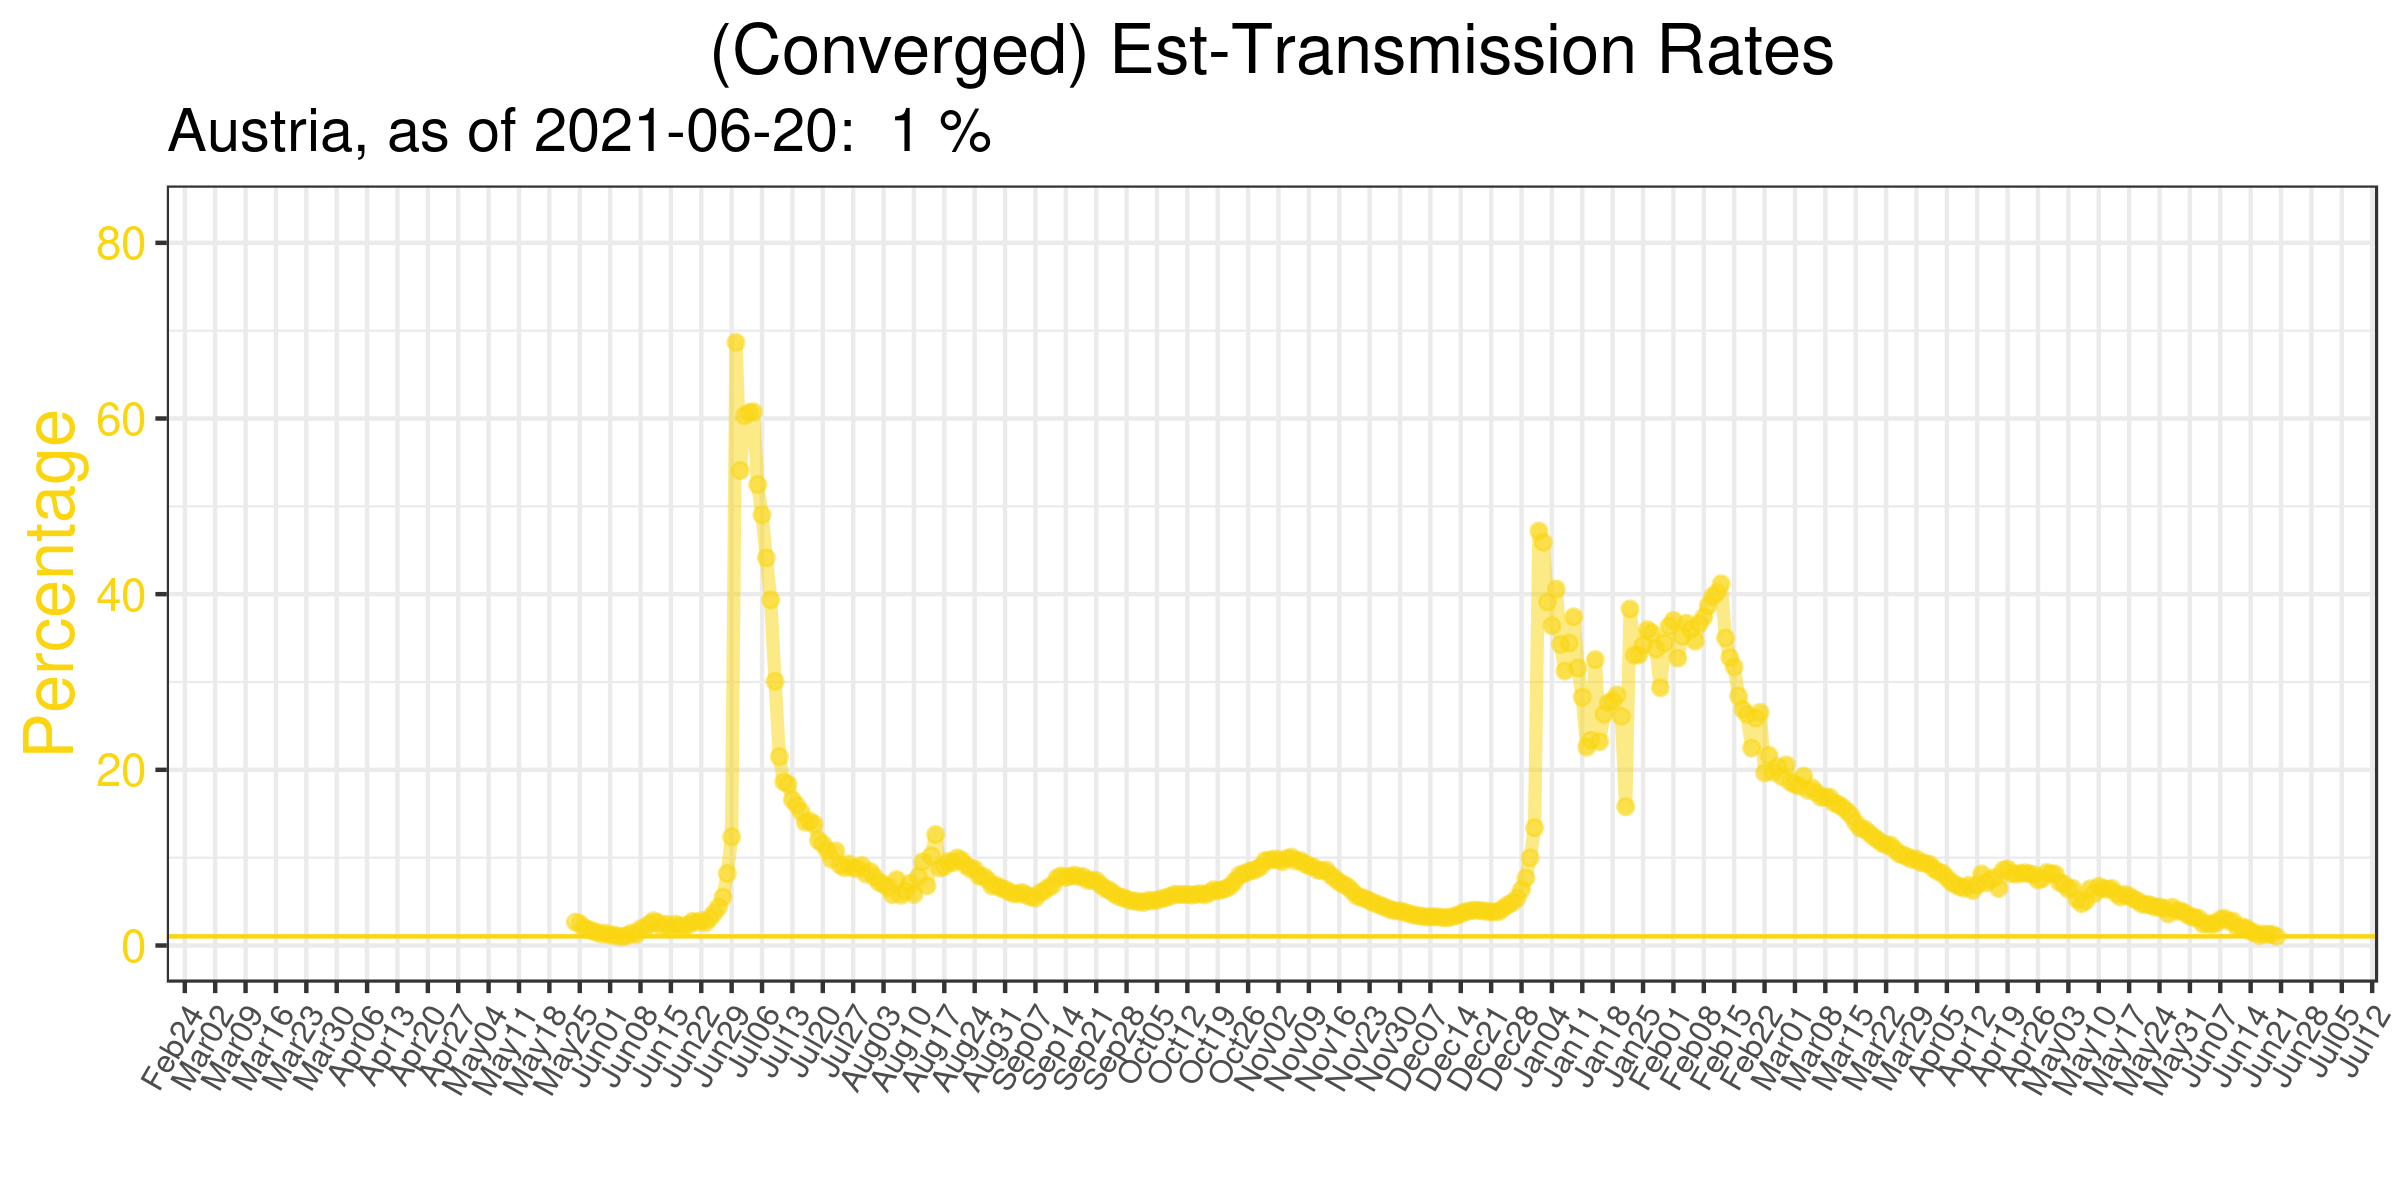 (Converged) Est-Transmission Rates
Austria, as of 2021-06-20: 1 %
Percentage
80
60
40
20
0
Feb24
Mar02
Mar09
Mar16
Mar23
Mar30
Apr06
Apr13
Apr20
Apr27
May04
May11
May18
May25
Jun01
Jun08
Jun15
Jun22
Jun29
Jul06
Jul13
Jul20
Jul27
Aug03
Aug10
Aug17
Aug24
Aug31
Sep07
Sep14
Sep21
Sep28
Oct05
Oct12
Oct19
Oct26
Nov02
Nov09
Nov16
Nov23
Nov30
Dec07
Dec14
Dec21
Dec28
Jan04
Jan11
Jan18
Jan25
Feb01
Feb08
Feb15
Feb22
Mar01
Mar08
Mar15
Mar22
Mar29
Apr05
Apr12
Apr19
Apr26
May03
May10
May17
May24
May31
Jun07
Jun14
Jun21
Jun28
Jul05
Jul12